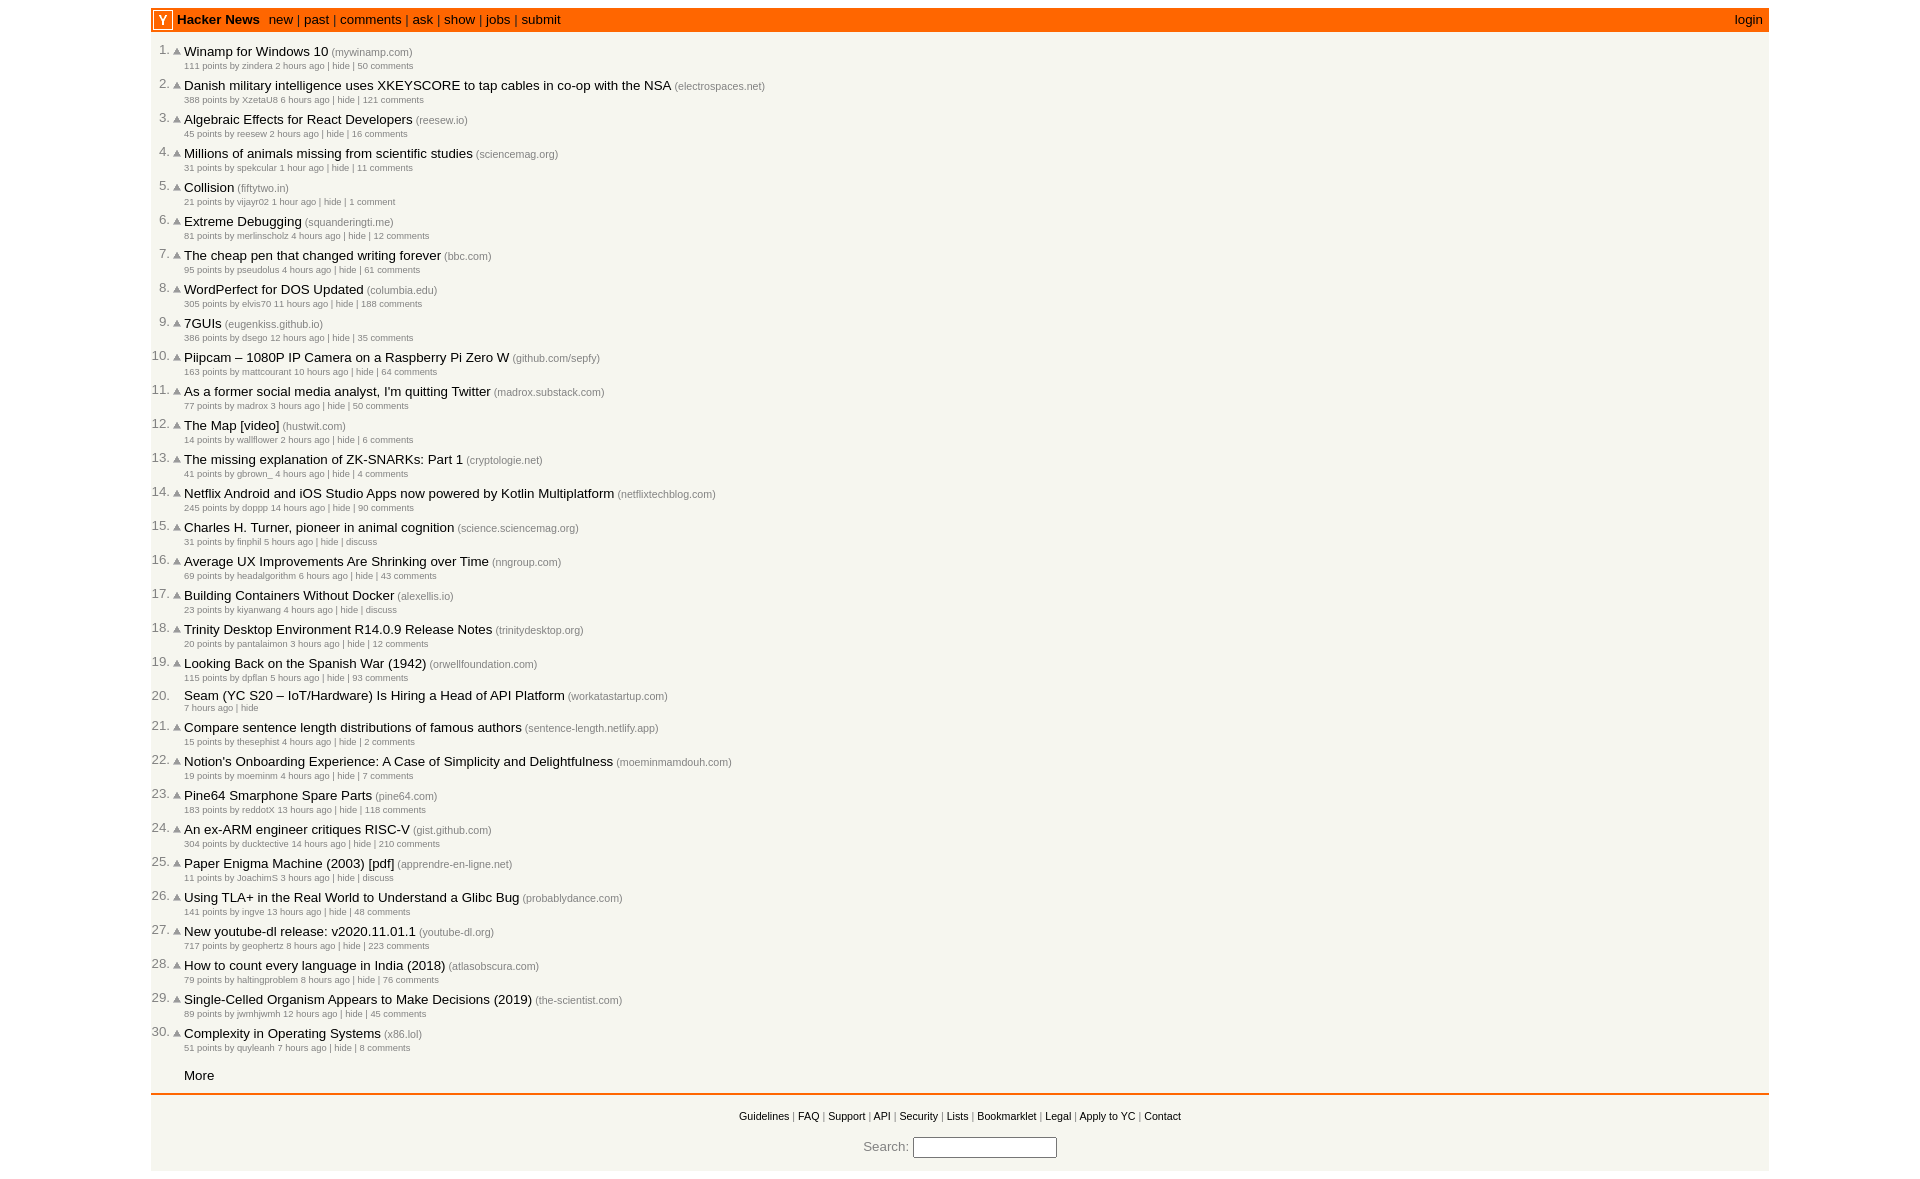 Y Hacker News new | past | comments | ask | show | jobs | submit login
1. Winamp for Windows 10 (mywinamp.com)
111 points by zindera 2 hours ago | hide | 50 comments
2. Danish military intelligence uses XKEYSCORE to tap cables in co-op with the NSA (electrospaces.net)
388 points by XzetaU8 6 hours ago | hide | 121 comments
3. Algebraic Effects for React Developers (reesew.io)
45 points by reesew 2 hours ago | hide | 16 comments
4. Millions of animals missing from scientific studies (sciencemag.org)
31 points by spekcular 1 hour ago | hide | 11 comments
5. Collision (fiftytwo.in)
21 points by vijayr02 1 hour ago | hide | 1 comment
6. Extreme Debugging (squanderingti.me)
81 points by merlinscholz 4 hours ago | hide | 12 comments
7. The cheap pen that changed writing forever (bbc.com)
95 points by pseudolus 4 hours ago | hide | 61 comments
8. WordPerfect for DOS Updated (columbia.edu)
305 points by elvis70 11 hours ago | hide | 188 comments
9. 7GUIs (eugenkiss.github.io)
386 points by dsego 12 hours ago | hide | 35 comments
10. Piipcam – 1080P IP Camera on a Raspberry Pi Zero W (github.com/sepfy)
163 points by mattcourant 10 hours ago | hide | 64 comments
11. As a former social media analyst, I'm quitting Twitter (madrox.substack.com)
77 points by madrox 3 hours ago | hide | 50 comments
12. The Map [video] (hustwit.com)
14 points by wallflower 2 hours ago | hide | 6 comments
13. The missing explanation of ZK-SNARKs: Part 1 (cryptologie.net)
41 points by gbrown_ 4 hours ago | hide | 4 comments
14. Netflix Android and iOS Studio Apps now powered by Kotlin Multiplatform (netflixtechblog.com)
245 points by doppp 14 hours ago | hide | 90 comments
15. Charles H. Turner, pioneer in animal cognition (science.sciencemag.org)
31 points by finphil 5 hours ago | hide | discuss
16. Average UX Improvements Are Shrinking over Time (nngroup.com)
69 points by headalgorithm 6 hours ago | hide | 43 comments
17. Building Containers Without Docker (alexellis.io)
23 points by kiyanwang 4 hours ago | hide | discuss
18. Trinity Desktop Environment R14.0.9 Release Notes (trinitydesktop.org)
20 points by pantalaimon 3 hours ago | hide | 12 comments
19. Looking Back on the Spanish War (1942) (orwellfoundation.com)
115 points by dpflan 5 hours ago | hide | 93 comments
20. Seam (YC S20 – IoT/Hardware) Is Hiring a Head of API Platform (workatastartup.com)
7 hours ago | hide
21. Compare sentence length distributions of famous authors (sentence-length.netlify.app)
15 points by thesephist 4 hours ago | hide | 2 comments
22. Notion's Onboarding Experience: A Case of Simplicity and Delightfulness (moeminmamdouh.com)
19 points by moeminm 4 hours ago | hide | 7 comments
23. Pine64 Smarphone Spare Parts (pine64.com)
183 points by reddotX 13 hours ago | hide | 118 comments
24. An ex-ARM engineer critiques RISC-V (gist.github.com)
304 points by ducktective 14 hours ago | hide | 210 comments
25. Paper Enigma Machine (2003) [pdf] (apprendre-en-ligne.net)
11 points by JoachimS 3 hours ago | hide | discuss
26. Using TLA+ in the Real World to Understand a Glibc Bug (probablydance.com)
141 points by ingve 13 hours ago | hide | 48 comments
27. New youtube-dl release: v2020.11.01.1 (youtube-dl.org)
717 points by geophertz 8 hours ago | hide | 223 comments
28. How to count every language in India (2018) (atlasobscura.com)
79 points by haltingproblem 8 hours ago | hide | 76 comments
29. Single-Celled Organism Appears to Make Decisions (2019) (the-scientist.com)
89 points by jwmhjwmh 12 hours ago | hide | 45 comments
30. Complexity in Operating Systems (x86.lol)
51 points by quyleanh 7 hours ago | hide | 8 comments
More
Guidelines | FAQ | Support | API | Security | Lists | Bookmarklet | Legal | Apply to YC | Contact
Search: